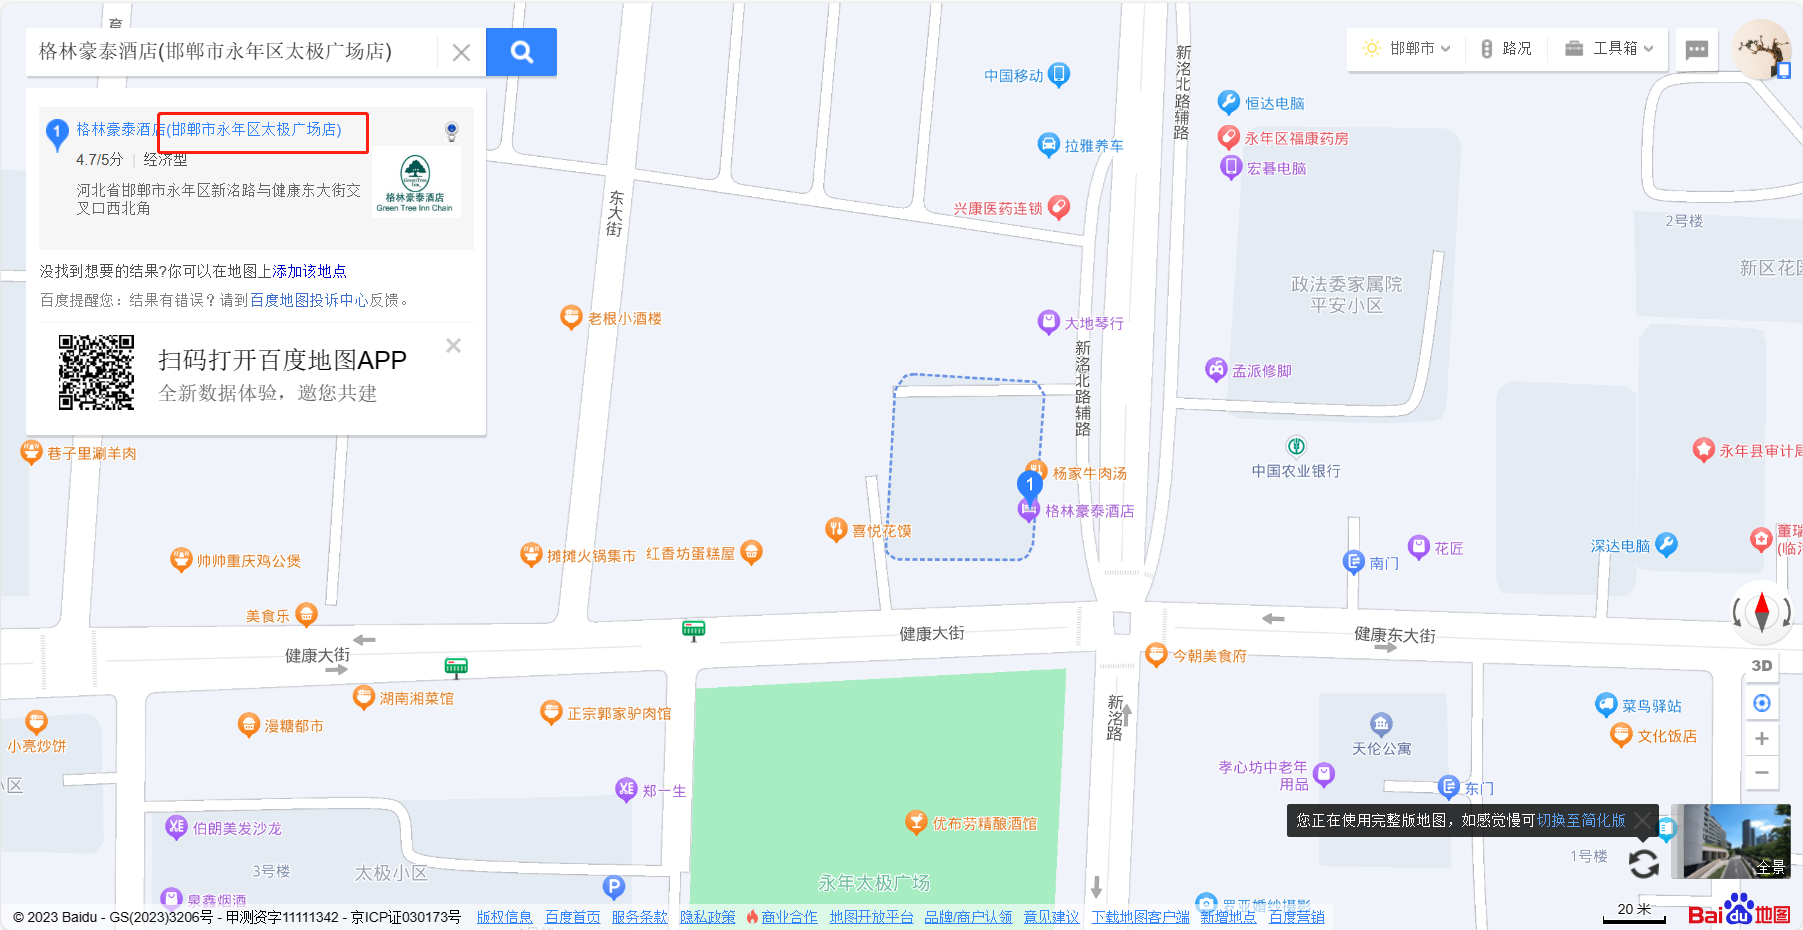 育
格林豪泰酒店(邯郸市永年区太极广场店)
邯郸市
路况
工具箱
1
格林豪泰酒店(邯郸市永年区太极广场店)
4.7/5分
经济型
河北省邯郸市永年区新洺路与健康东大街交
叉口西北角
格林豪泰酒店
Green Tree Inn Chain
没找到想要的结果?你可以在地图上添加该地点
百度提醒您：结果有错误？请到百度地图投诉中心反馈。
扫码打开百度地图APP
全新数据体验，邀您共建
新洺北路辅路
中国移动
恒达电脑
拉雅养车
永年区福康药房
宏碁电脑
东大街
兴康医药连锁
2号楼
新区花园
政法委家属院
平安小区
老根小酒楼
大地琴行
新洺北路辅路
孟派修脚
巷子里涮羊肉
中国农业银行
永年县审计局
杨家牛肉汤
1
格林豪泰酒店
喜悦花馍
帅帅重庆鸡公煲
摊摊火锅集市
红香坊蛋糕屋
南门
花匠
深达电脑
董瑞
(临洺
美食乐
健康大街
健康大街
健康东大街
今朝美食府
3D
湖南湘菜馆
漫糖都市
正宗郭家驴肉馆
新洺路
小亮炒饼
菜鸟驿站
文化饭店
天伦公寓
孝心坊中老年
用品
东门
小区
郑一生
伯朗美发沙龙
优布劳精酿酒馆
您正在使用完整版地图，如感觉慢可切换至简化版
1号楼
全景
3号楼
太极小区
永年太极广场
P
泉鑫烟酒
罗亚婚纱摄影
© 2023 Baidu - GS(2023)3206号 - 甲测资字11111342 - 京ICP证030173号 版权信息 百度首页 服务条款 隐私政策 商业合作 地图开放平台 品牌/商户认领 意见建议 下载地图客户端 新增地点 百度营销
20 米
Bai du 地图